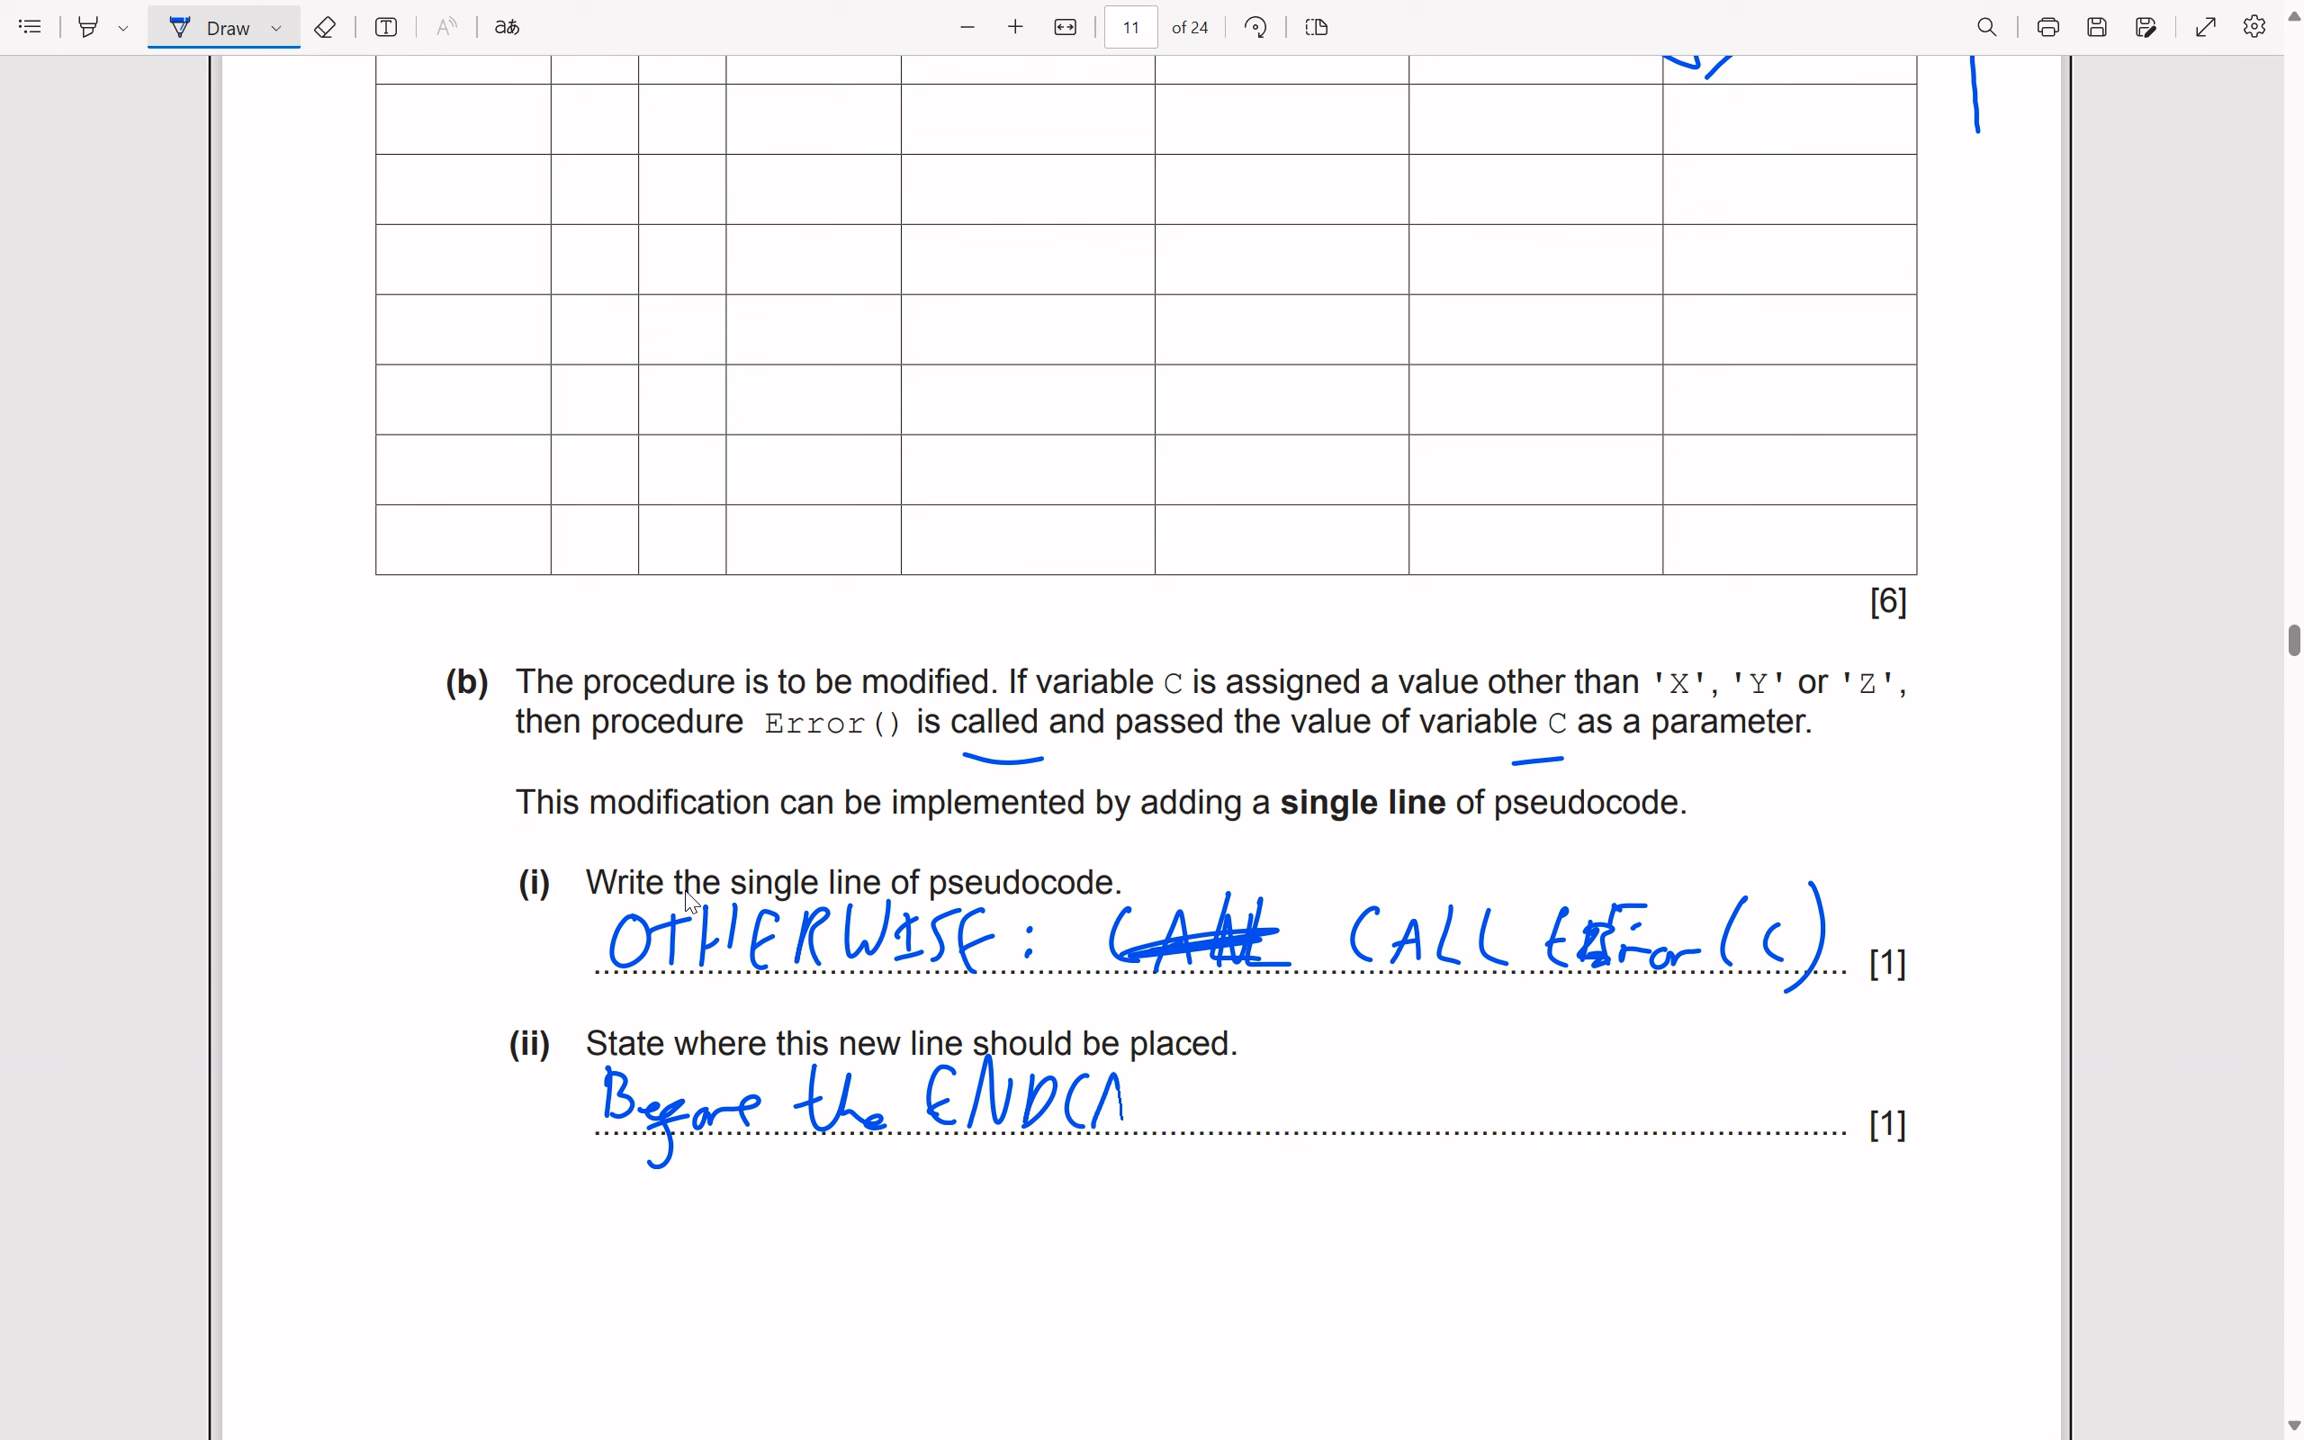 Draw
11 of 24
[6]
(b) The procedure is to be modified. If variable C is assigned a value other than 'X', 'Y' or 'Z',
then procedure Error() is called and passed the value of variable C as a parameter.
This modification can be implemented by adding a single line of pseudocode.
(i) Write the single line of pseudocode.
OTHERWISE: CALL Error(C) [1]
(ii) State where this new line should be placed.
Before the ENDCA [1]